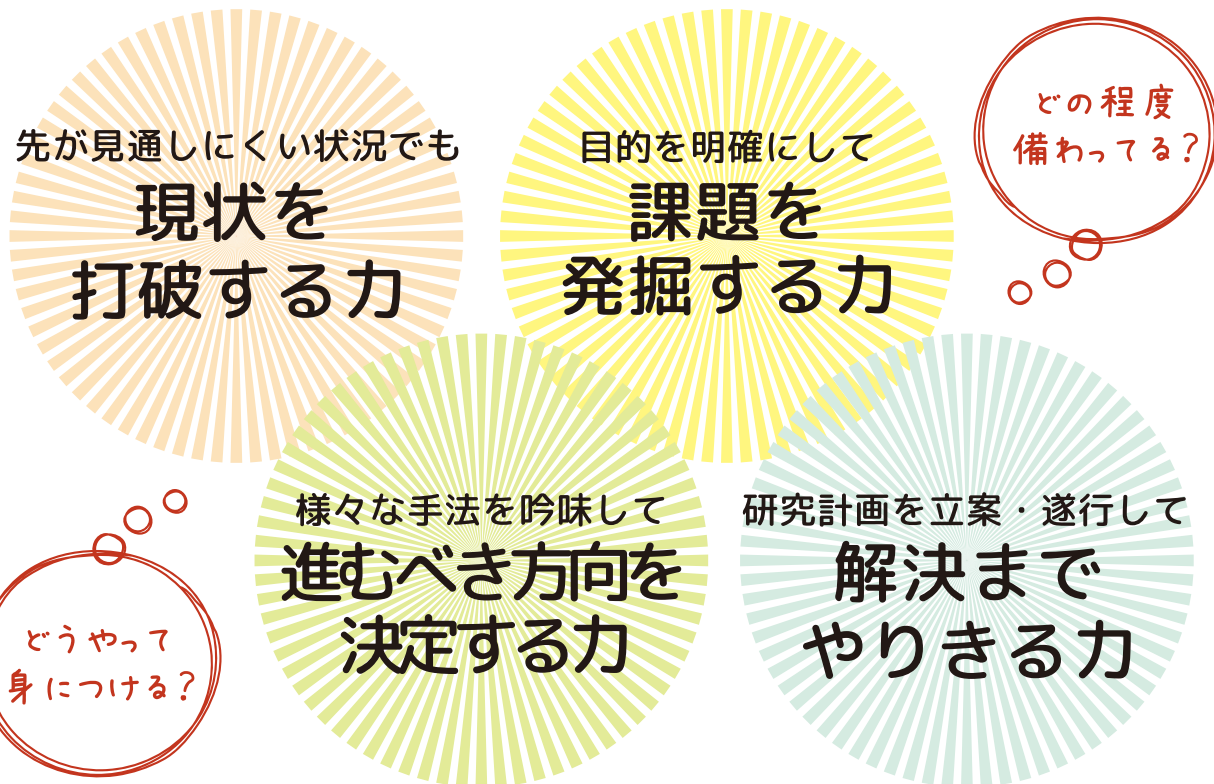 先が見通しにくい状況でも
現状を
打破する力
目的を明確にして
課題を
発掘する力
どの程度
備わってる?
様々な手法を吟味して
進むべき方向を
決定する力
研究計画を立案・遂行して
解決まで
やりきる力
どうやって
身につける?